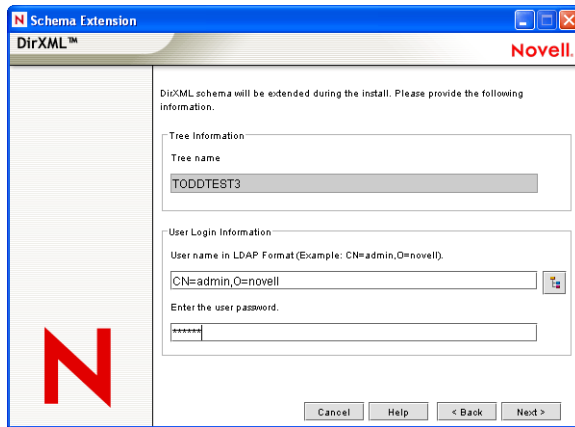 N Schema Extension
DirXML™
Novell.
DirXML schema will be extended during the install. Please provide the following
information.
Tree Information
Tree name
TODDTEST3
User Login Information
User name in LDAP Format (Example: CN=admin,O=novell).
CN=admin,O=novell
Enter the user password.
******
N
Cancel Help < Back Next >